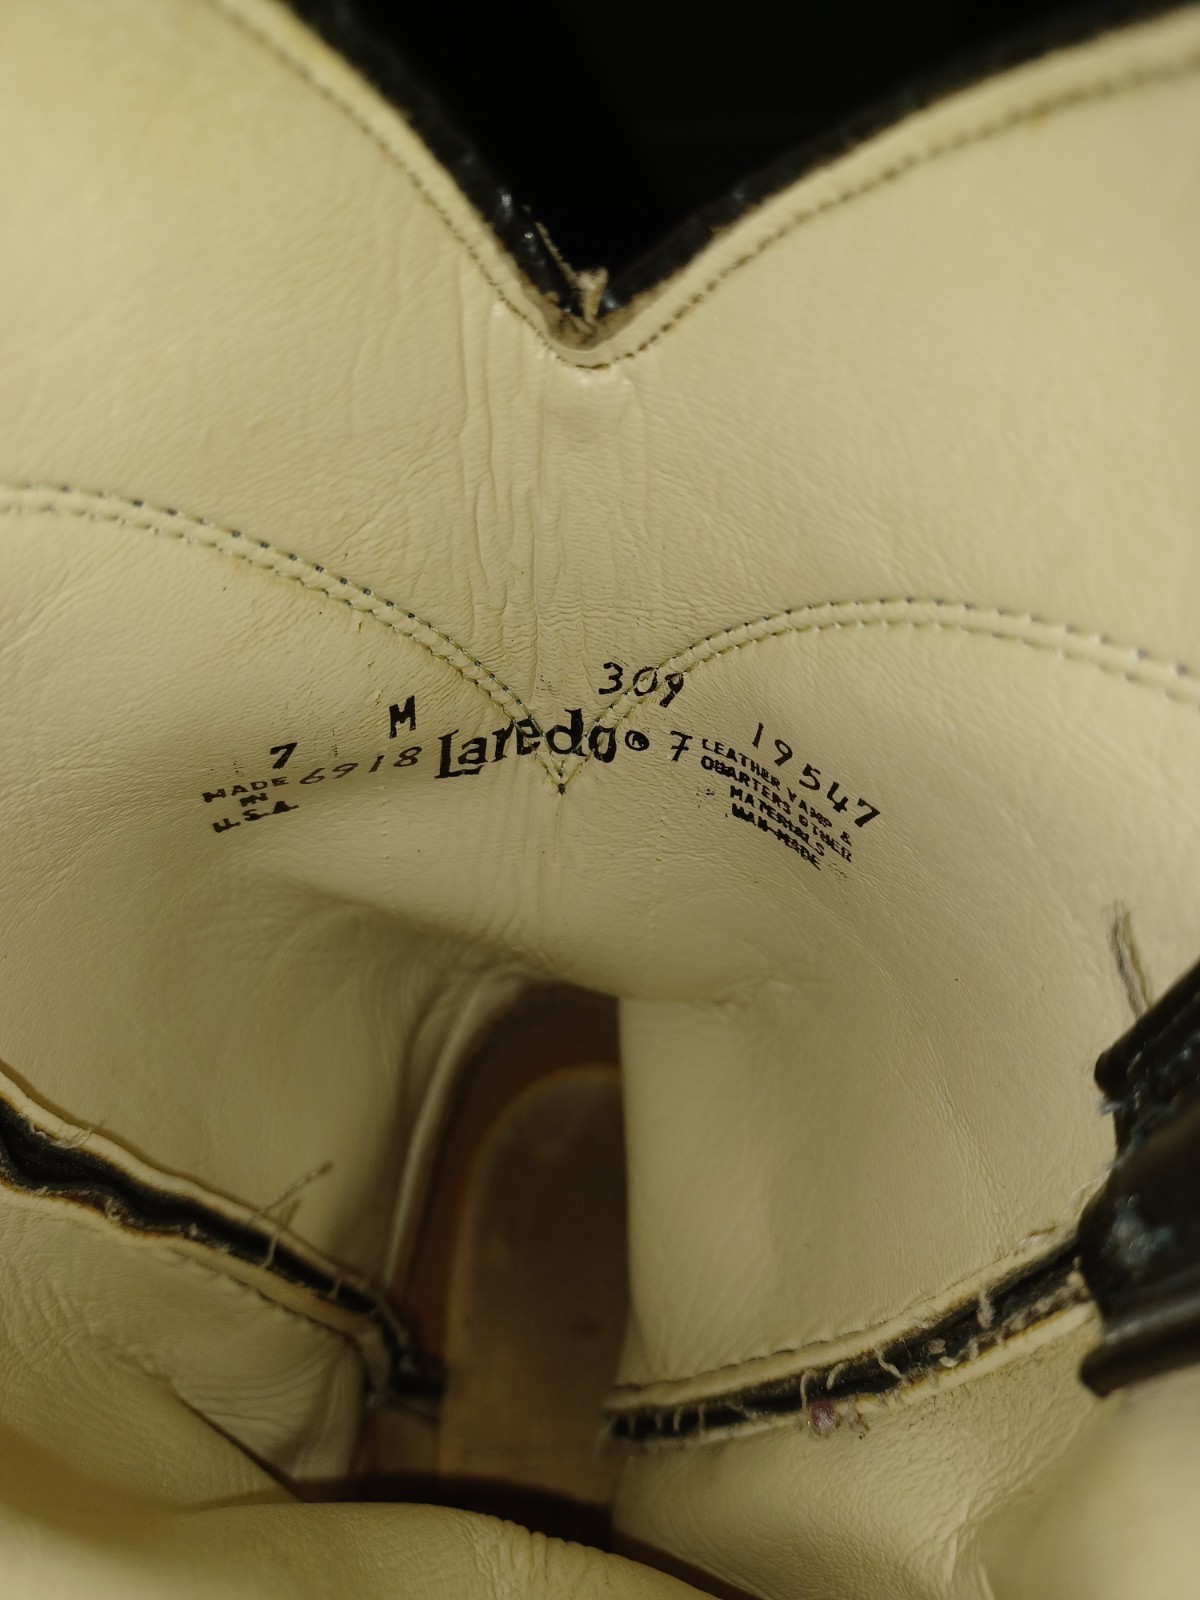 309
7 M Laredo® 7 19547
MADE 6918
IN
U.S.A.
LEATHER VAMP &
QUARTERS OTHER
MATERIALS
MAN MADE